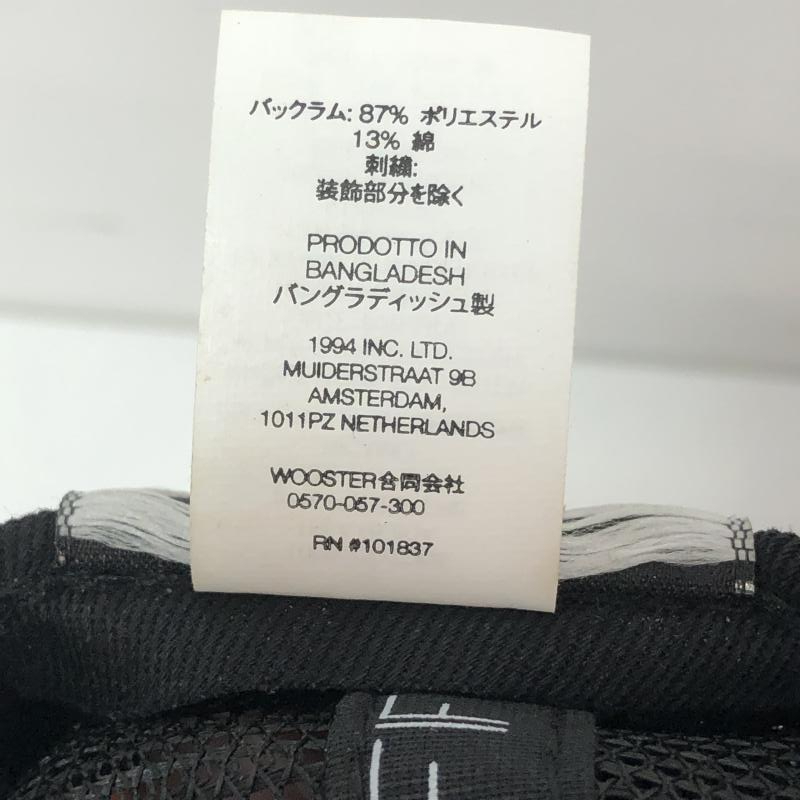 バックラム: 87% ポリエステル
13% 綿
刺繍:
装飾部分を除く
PRODOTTO IN
BANGLADESH
バングラディッシュ製
1994 INC. LTD.
MUIDERSTRAAT 9B
AMSTERDAM,
1011PZ NETHERLANDS
WOOSTER合同会社
0570-057-300
RN #101837